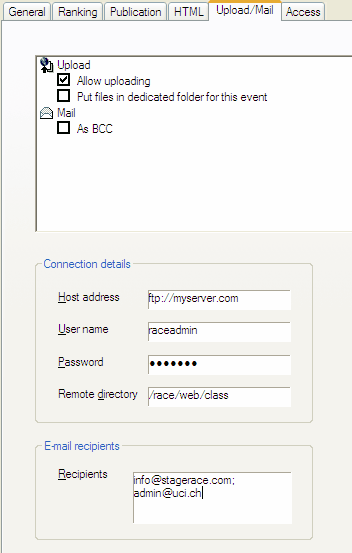 General Ranking Publication HTML Upload/Mail Access
Upload
Allow uploading
Put files in dedicated folder for this event
Mail
As BCC
Connection details
Host address ftp://myserver.com
User name raceadmin
Password •••••••
Remote directory /race/web/class
E-mail recipients
Recipients info@stagerace.com;
admin@uci.ch